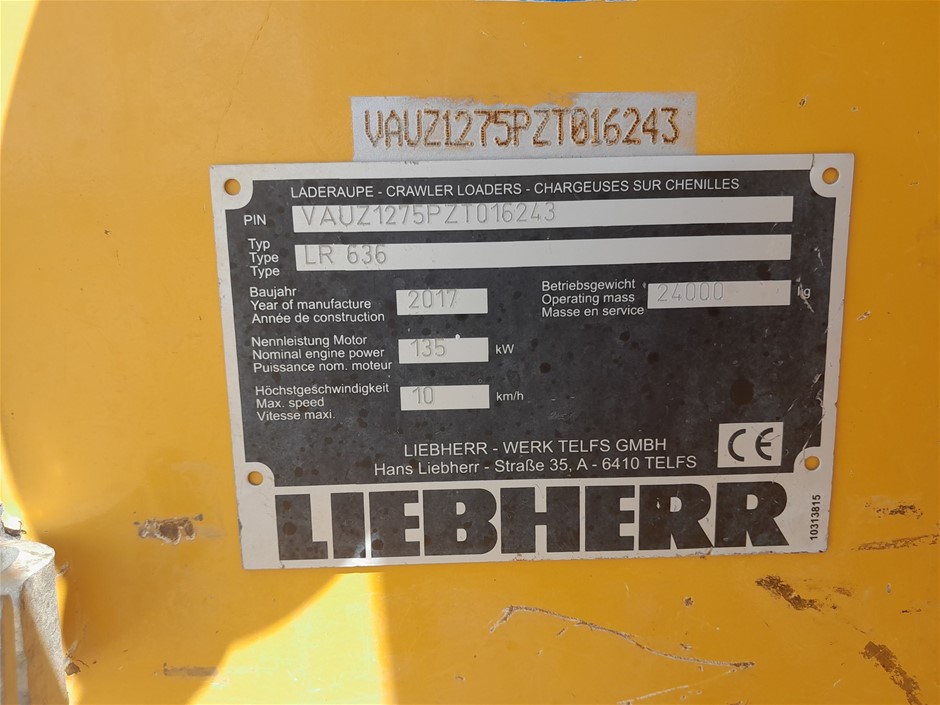 VAUZ1275PZT016243
LADERAUPE - CRAWLER LOADERS - CHARGEUSES SUR CHENILLES
PIN VAUZ1275PZT016243
Typ
Type LR 636
Type
Baujahr
Year of manufacture 2017
Année de construction
Betriebsgewicht
Operating mass 24000 kg
Masse en service
Nennleistung Motor
Nominal engine power 135 kW
Puissance nom. moteur
Höchstgeschwindigkeit
Max. speed 10 km/h
Vitesse maxi.
LIEBHERR - WERK TELFS GMBH
Hans Liebherr - Straße 35, A - 6410 TELFS
CE
LIEBHERR
10313815